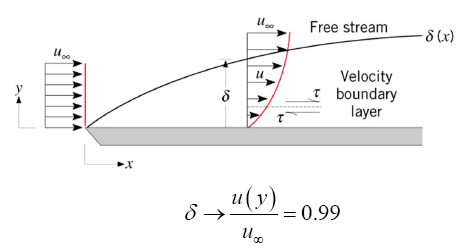 u∞
Free stream
δ(x)
u∞
y
δ
u
τ
Velocity
boundary
layer
τ
x
δ → u(y)/u∞ = 0.99